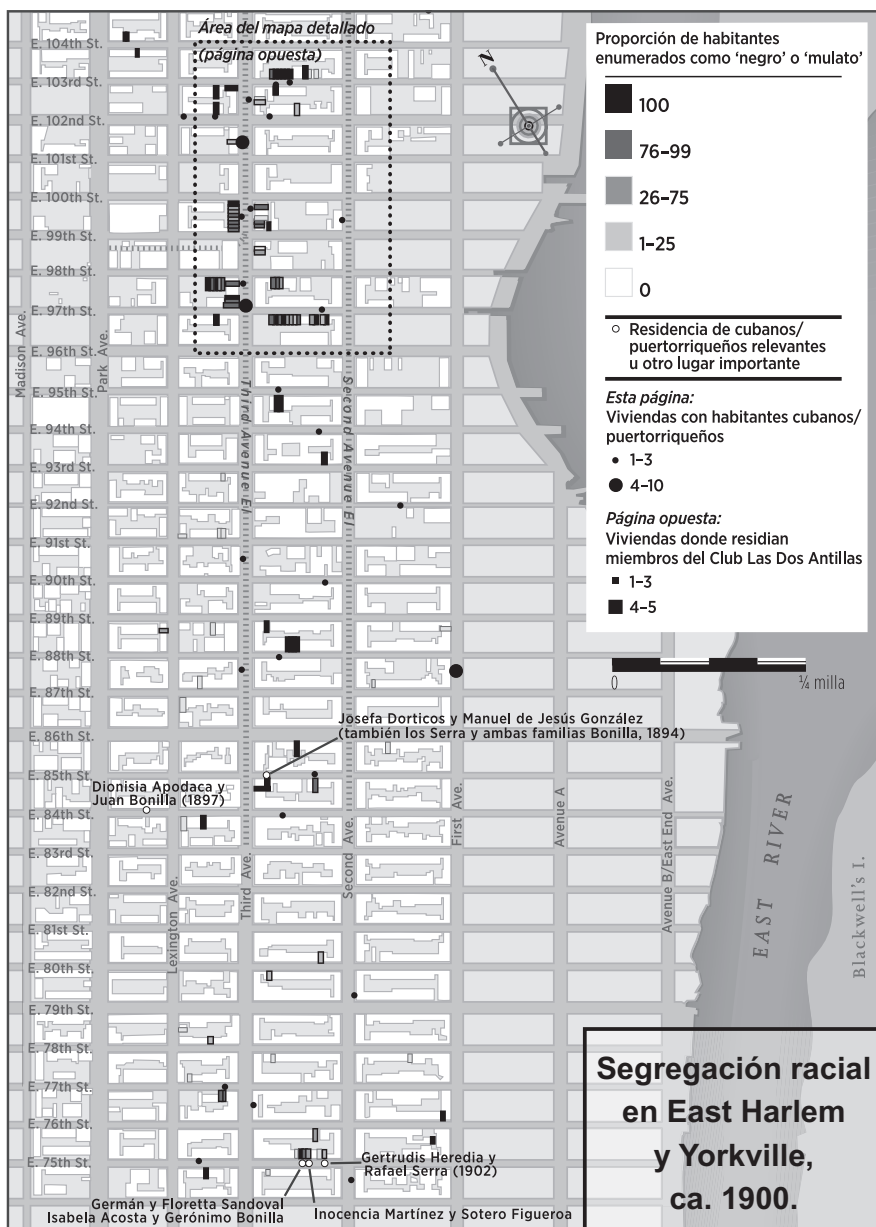 Área del mapa detallado
(página opuesta)
E. 104th St.
E. 103rd St.
E. 102nd St.
E. 101st St.
E. 100th St.
E. 99th St.
E. 98th St.
E. 97th St.
E. 96th St.
E. 95th St.
E. 94th St.
E. 93rd St.
E. 92nd St.
E. 91st St.
E. 90th St.
E. 89th St.
E. 88th St.
E. 87th St.
E. 86th St.
E. 85th St.
E. 84th St.
E. 83rd St.
E. 82nd St.
E. 81st St.
E. 80th St.
E. 79th St.
E. 78th St.
E. 77th St.
E. 76th St.
E. 75th St.
Madison Ave.
Park Ave.
Third Avenue El
Second Avenue El
Lexington Ave.
Third Ave.
Second Ave.
First Ave.
Avenue A
Avenue B/East End Ave.
EAST RIVER
Blackwell's I.
N
Proporción de habitantes
enumerados como ‘negro’ o ‘mulato’
100
76–99
26–75
1–25
0
Residencia de cubanos/
puertorriqueños relevantes
u otro lugar importante
Esta página:
Viviendas con habitantes cubanos/
puertorriqueños
1–3
4–10
Página opuesta:
Viviendas donde residian
miembros del Club Las Dos Antillas
1–3
4–5
0 ¼ milla
Josefa Dorticos y Manuel de Jesús González
(también los Serra y ambas familias Bonilla, 1894)
Dionisia Apodaca y
Juan Bonilla (1897)
Gertrudis Heredia y
Rafael Serra (1902)
Germán y Floretta Sandoval
Isabela Acosta y Gerónimo Bonilla
Inocencia Martínez y Sotero Figueroa
Segregación racial
en East Harlem
y Yorkville,
ca. 1900.